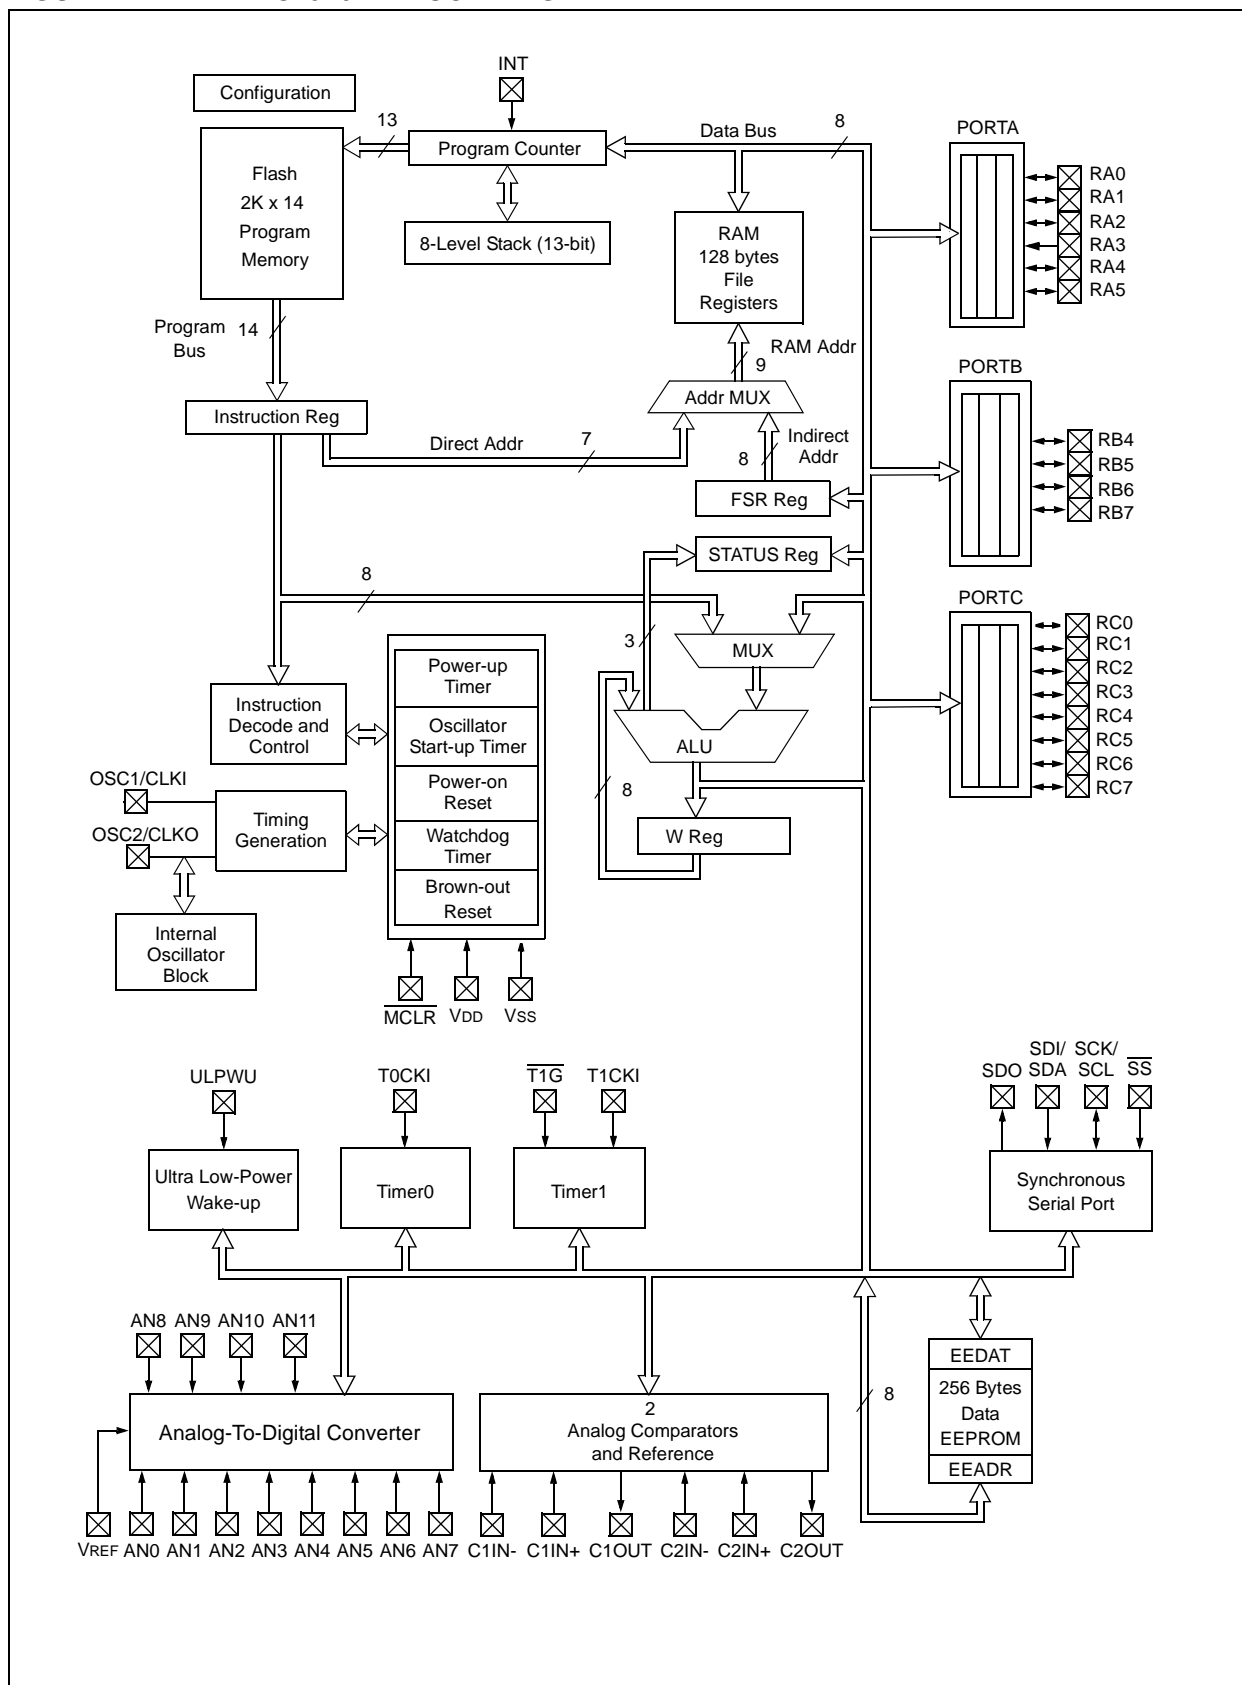 INT
Configuration
13
Data Bus
8
PORTA
Program Counter
Flash
2K x 14
Program
Memory
8-Level Stack (13-bit)
RAM
128 bytes
File
Registers
RA0
RA1
RA2
RA3
RA4
RA5
Program
Bus
14
RAM Addr
9
PORTB
Addr MUX
Instruction Reg
Direct Addr
7
Indirect
Addr
8
RB4
RB5
RB6
RB7
FSR Reg
STATUS Reg
8
PORTC
3
MUX
RC0
RC1
RC2
RC3
RC4
RC5
RC6
RC7
Power-up
Timer
Instruction
Decode and
Control
Oscillator
Start-up Timer
ALU
OSC1/CLKI
Power-on
Reset
8
Timing
Generation
OSC2/CLKO
Watchdog
Timer
W Reg
Brown-out
Reset
Internal
Oscillator
Block
MCLR
VDD
VSS
ULPWU
T0CKI
T1G
T1CKI
SDO
SDI/
SDA
SCK/
SCL
SS
Ultra Low-Power
Wake-up
Timer0
Timer1
Synchronous
Serial Port
AN8
AN9
AN10
AN11
EEDAT
256 Bytes
Data
EEPROM
EEADR
8
Analog-To-Digital Converter
2
Analog Comparators
and Reference
VREF
AN0
AN1
AN2
AN3
AN4
AN5
AN6
AN7
C1IN-
C1IN+
C1OUT
C2IN-
C2IN+
C2OUT